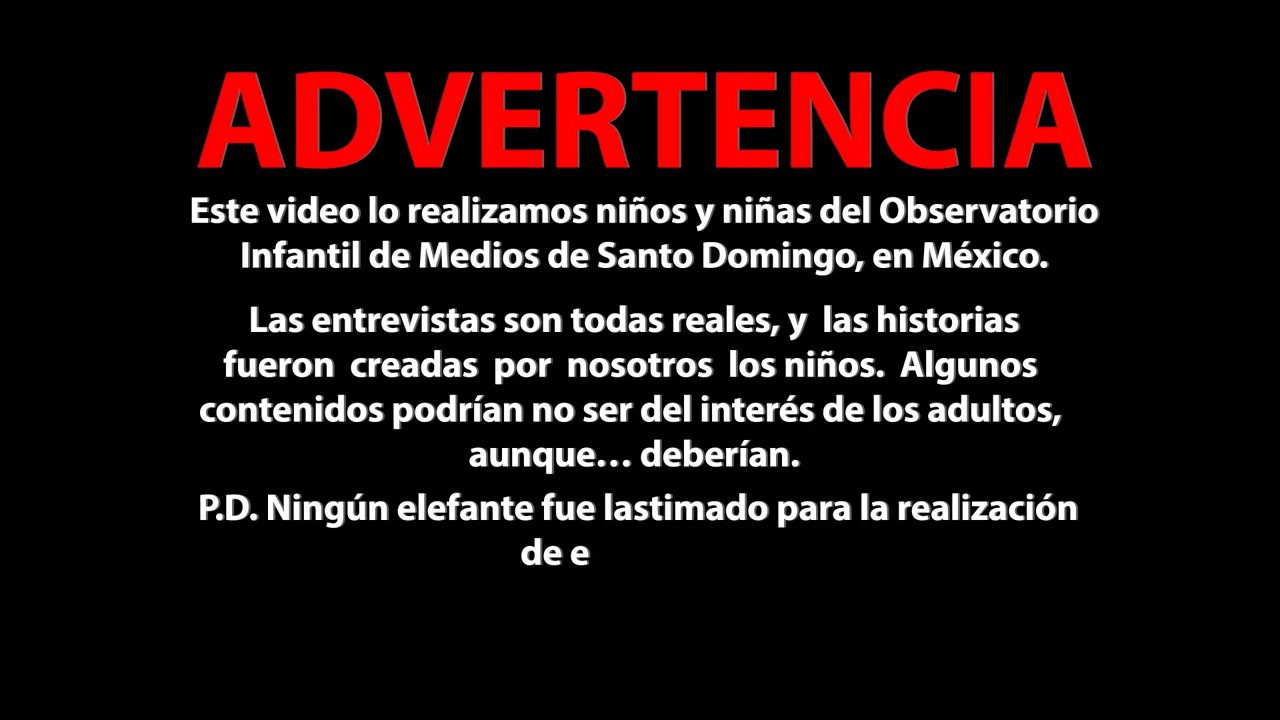 ADVERTENCIA
Este video lo realizamos niños y niñas del Observatorio
Infantil de Medios de Santo Domingo, en México.
Las entrevistas son todas reales, y las historias
fueron creadas por nosotros los niños. Algunos
contenidos podrían no ser del interés de los adultos,
aunque… deberían.
P.D. Ningún elefante fue lastimado para la realización
de e